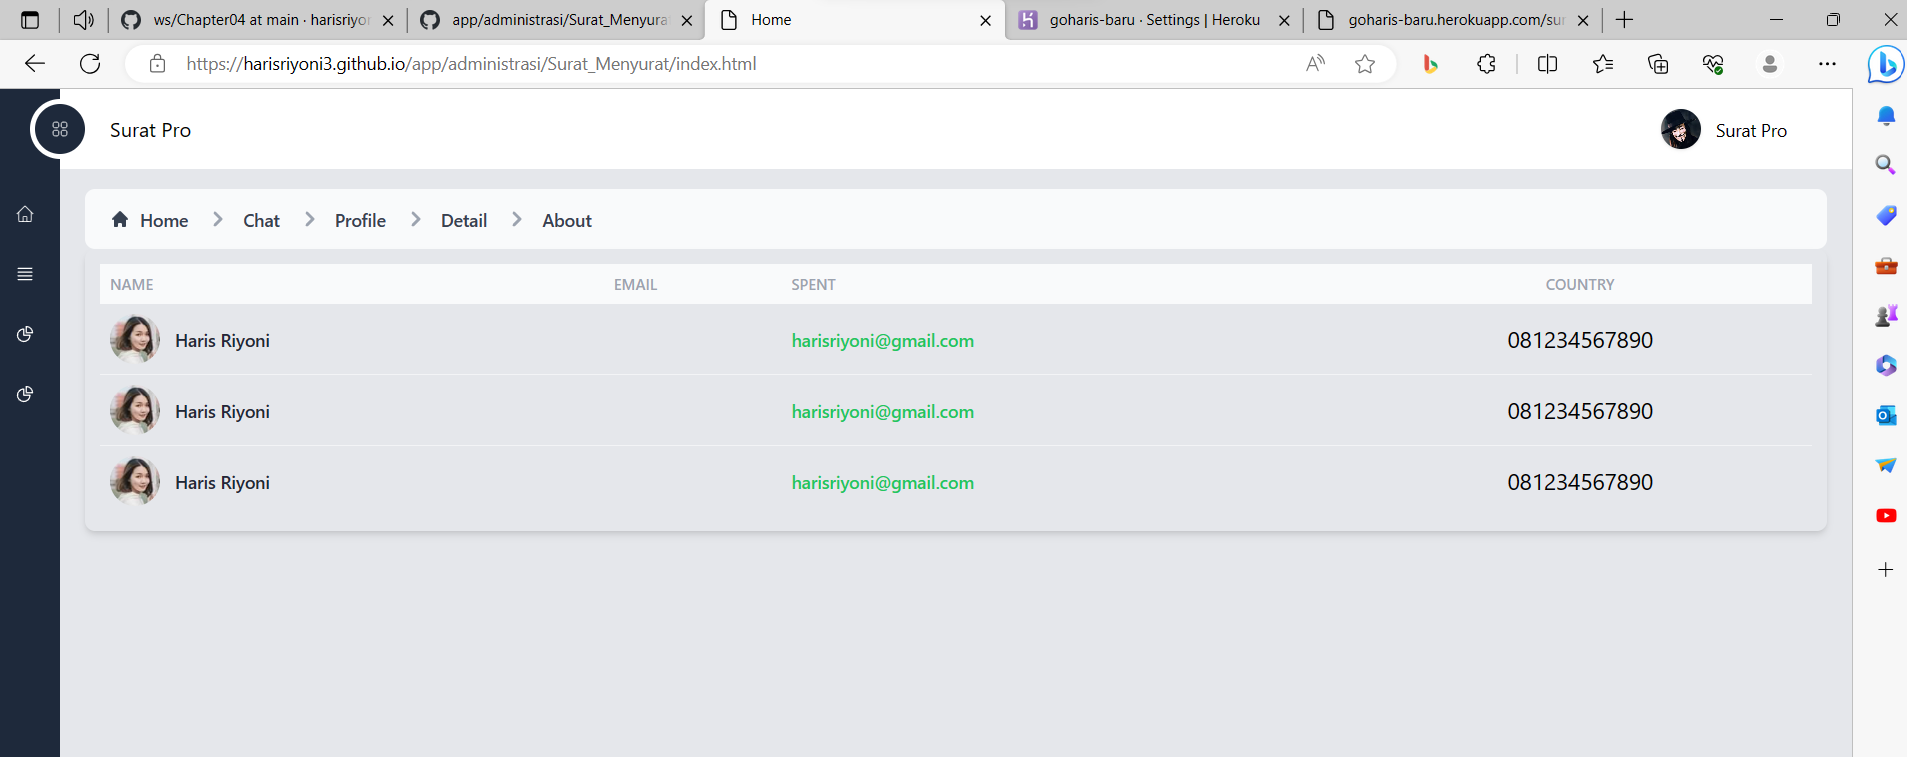 ws/Chapter04 at main · harisriyon
app/administrasi/Surat_Menyura
Home
goharis-baru · Settings | Heroku
goharis-baru.herokuapp.com/sur
https://harisriyoni3.github.io/app/administrasi/Surat_Menyurat/index.html
Surat Pro
Surat Pro
Home Chat Profile Detail About
NAME EMAIL SPENT COUNTRY
Haris Riyoni harisriyoni@gmail.com 081234567890
Haris Riyoni harisriyoni@gmail.com 081234567890
Haris Riyoni harisriyoni@gmail.com 081234567890